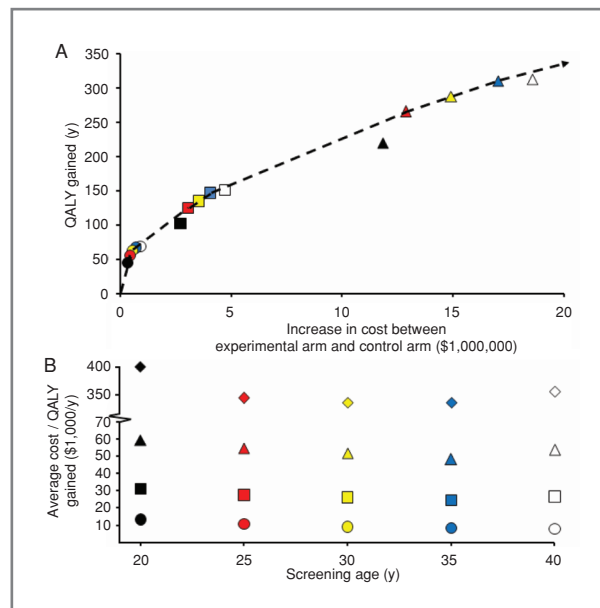 A
350
300
250
200
150
100
50
0
QALY gained (y)
0 5 10 15 20
Increase in cost between
experimental arm and control arm ($1,000,000)
B
400
350
70
60
50
40
30
20
10
Average cost / QALY
gained ($1,000/y)
20 25 30 35 40
Screening age (y)